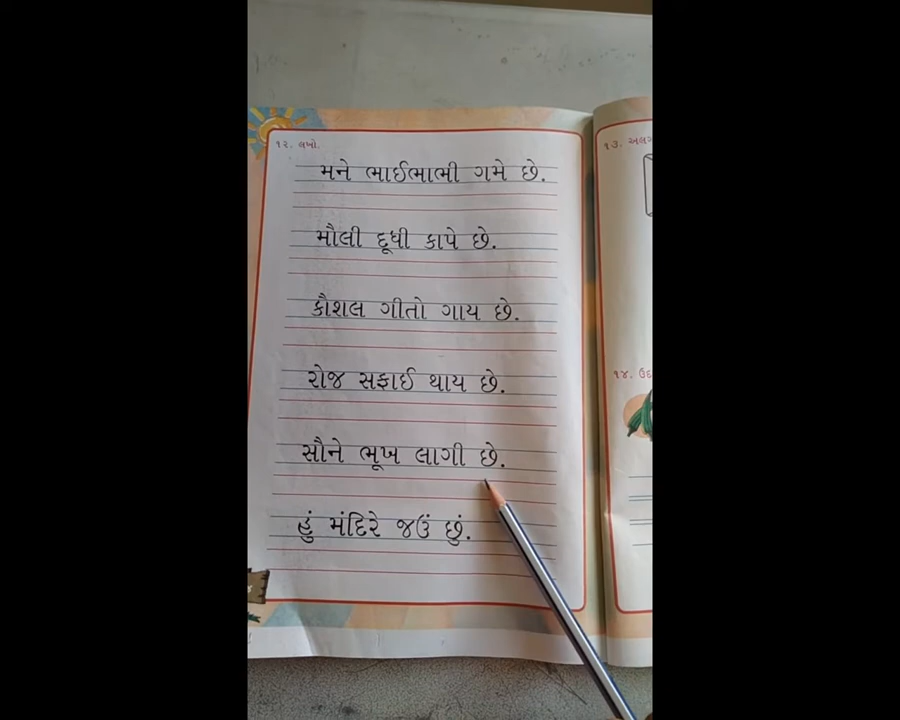 ૧૨. લખો.
મને ભાઈભાભી ગમે છે.
મૌલી દૂધી કાપે છે.
કૌશલ ગીતો ગાય છે.
રોજ સફાઈ થાય છે.
સૌને ભૂખ લાગી છે.
હું મંદિરે જઉં છું.
૧૩.
૧૪.